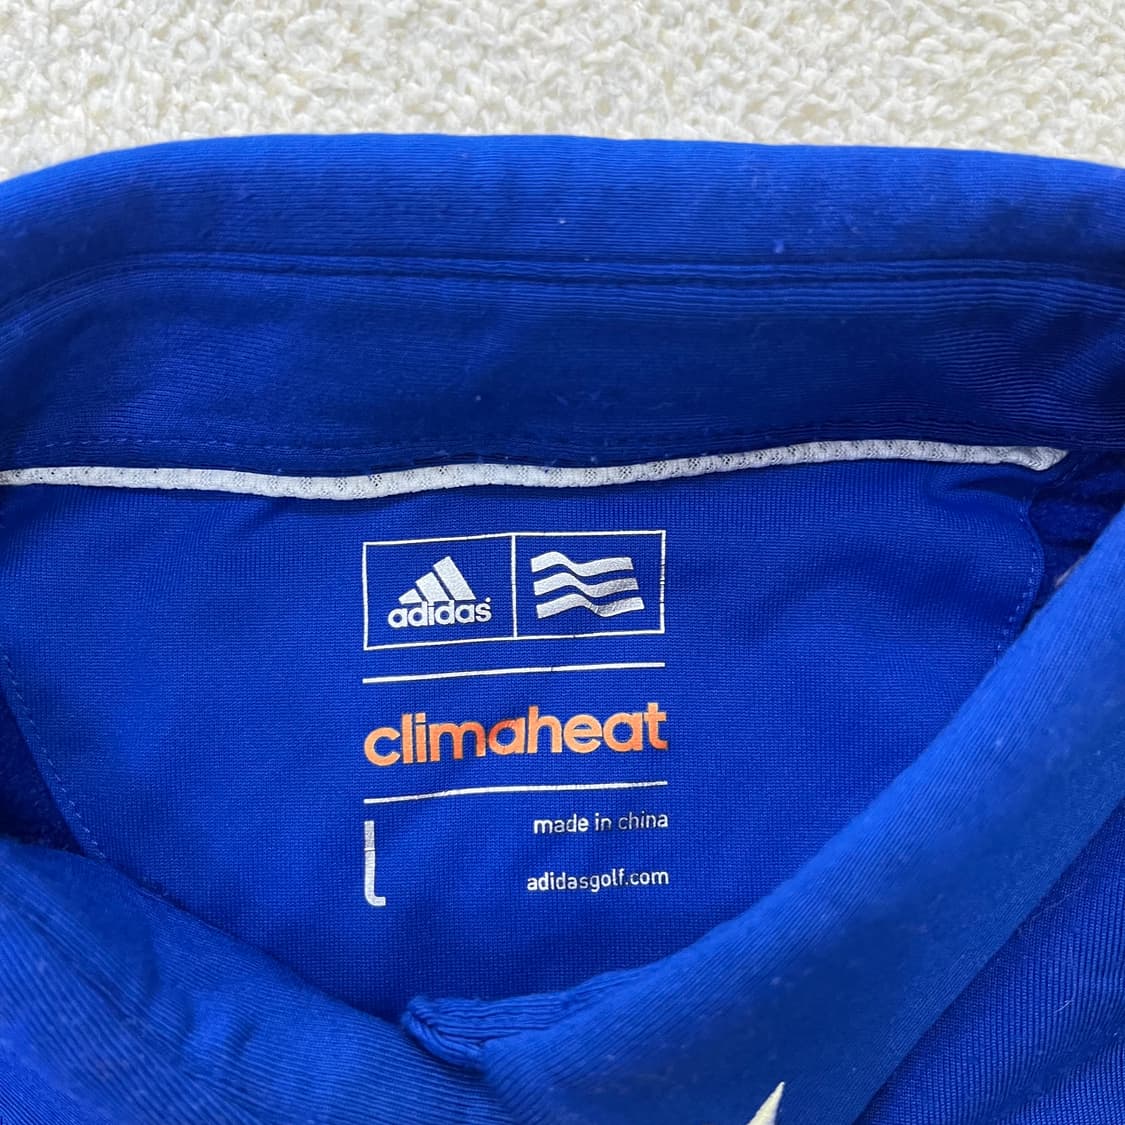 adidas
climaheat
L
made in china
adidasgolf.com